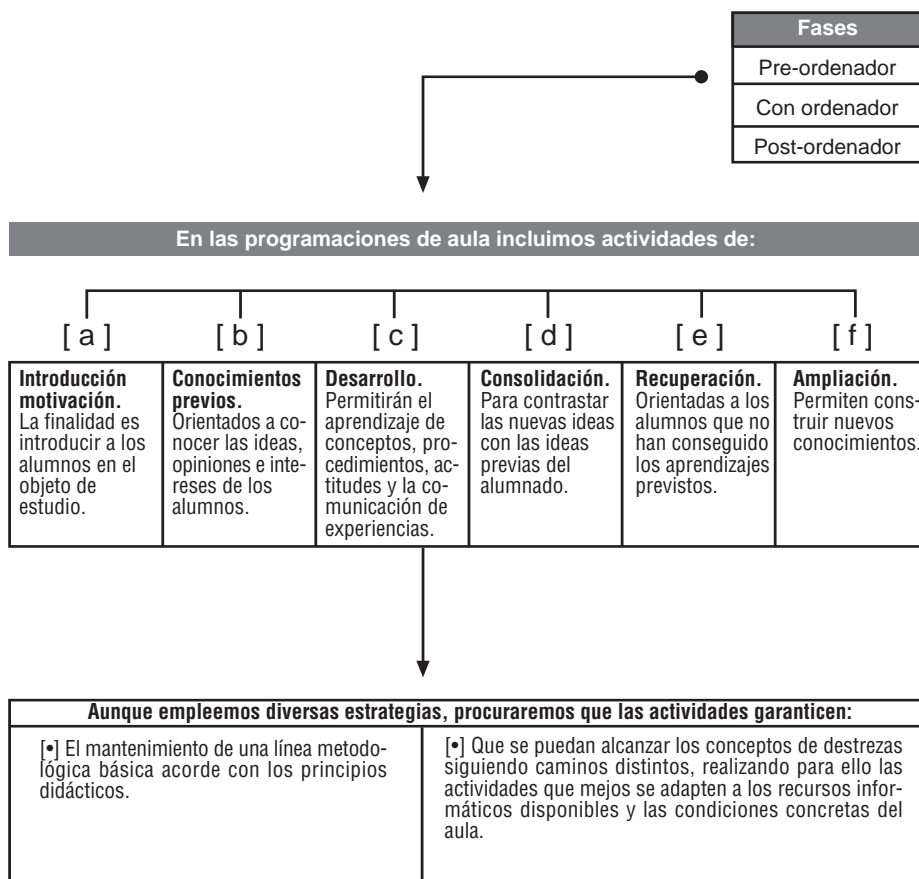 Fases
Pre-ordenador
Con ordenador
Post-ordenador
En las programaciones de aula incluimos actividades de:
[ a ]
[ b ]
[ c ]
[ d ]
[ e ]
[ f ]
Introducción
motivación.
La finalidad es
introducir a los
alumnos en el
objeto de
estudio.
Conocimientos
previos.
Orientados a co-
nocer las ideas,
opiniones e inte-
reses de los
alumnos.
Desarrollo.
Permitirán el
aprendizaje de
conceptos, pro-
cedimientos, ac-
titudes y la co-
municación de
experiencias.
Consolidación.
Para contrastar
las nuevas ideas
con las ideas
previas del
alumnado.
Recuperación.
Orientadas a los
alumnos que no
han conseguido
los aprendizajes
previstos.
Ampliación.
Permiten cons-
truir nuevos
conocimientos.
Aunque empleemos diversas estrategias, procuraremos que las actividades garanticen:
[•] El mantenimiento de una línea metodo-
lógica básica acorde con los principios
didácticos.
[•] Que se puedan alcanzar los conceptos de destrezas
siguiendo caminos distintos, realizando para ello las
actividades que mejos se adapten a los recursos infor-
máticos disponibles y las condiciones concretas del
aula.